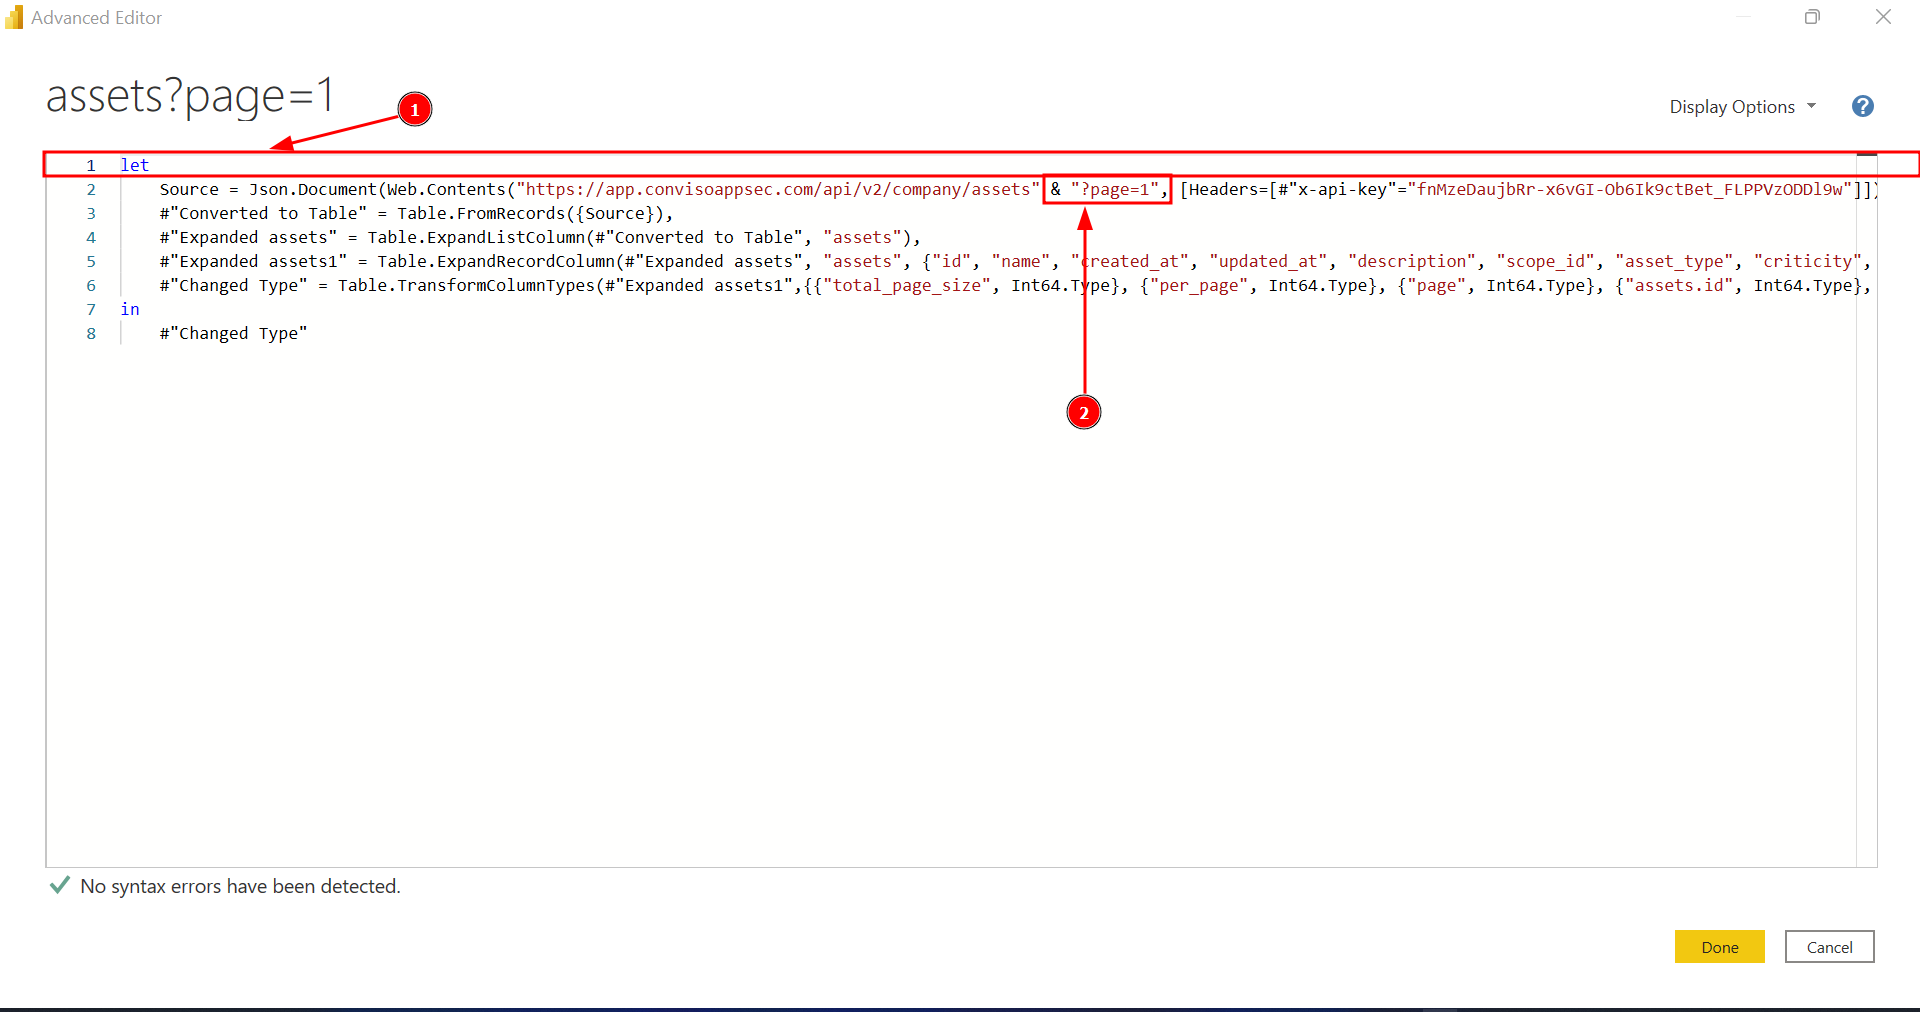 Advanced Editor
assets?page=1
Display Options
?
1
1 let
2 Source = Json.Document(Web.Contents("https://app.convisoappsec.com/api/v2/company/assets" & "?page=1", [Headers=[#"x-api-key"="fnMzeDaujbRr-x6vGI-Ob6Ik9ctBet_FLPPVzODDl9w"]])
3 #"Converted to Table" = Table.FromRecords({Source}),
4 #"Expanded assets" = Table.ExpandListColumn(#"Converted to Table", "assets"),
5 #"Expanded assets1" = Table.ExpandRecordColumn(#"Expanded assets", "assets", {"id", "name", "created_at", "updated_at", "description", "scope_id", "asset_type", "criticity",
6 #"Changed Type" = Table.TransformColumnTypes(#"Expanded assets1",{{"total_page_size", Int64.Type}, {"per_page", Int64.Type}, {"page", Int64.Type}, {"assets.id", Int64.Type},
7 in
8 #"Changed Type"
2
No syntax errors have been detected.
Done
Cancel